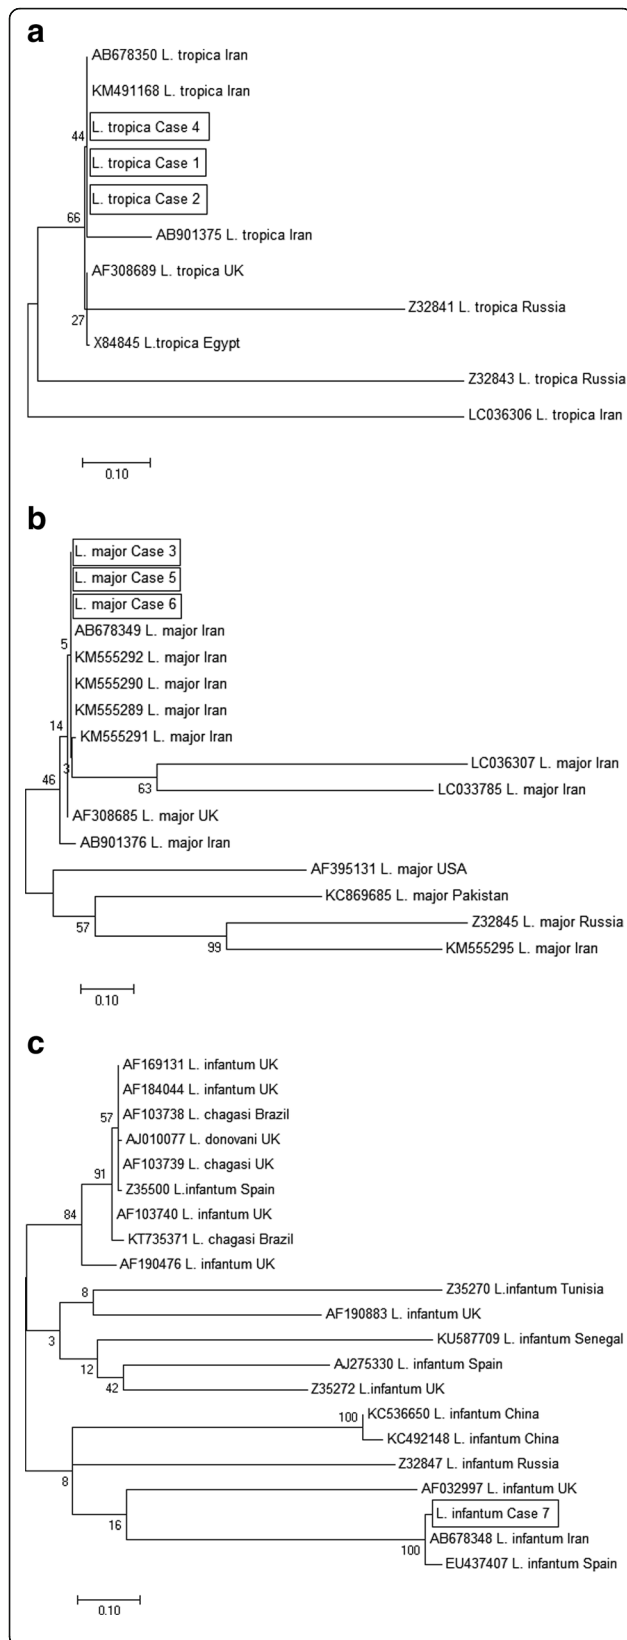 a
AB678350 L. tropica Iran
KM491168 L. tropica Iran
44
L. tropica Case 4
L. tropica Case 1
L. tropica Case 2
66
AB901375 L. tropica Iran
AF308689 L. tropica UK
Z32841 L. tropica Russia
27
X84845 L.tropica Egypt
Z32843 L. tropica Russia
LC036306 L. tropica Iran
0.10
b
L. major Case 3
L. major Case 5
L. major Case 6
AB678349 L. major Iran
5
KM555292 L. major Iran
KM555290 L. major Iran
KM555289 L. major Iran
14
KM555291 L. major Iran
3
LC036307 L. major Iran
46
63
LC033785 L. major Iran
AF308685 L. major UK
AB901376 L. major Iran
AF395131 L. major USA
KC869685 L. major Pakistan
57
Z32845 L. major Russia
99
KM555295 L. major Iran
0.10
c
AF169131 L. infantum UK
AF184044 L. infantum UK
57
AF103738 L. chagasi Brazil
AJ010077 L. donovani UK
AF103739 L. chagasi UK
91
Z35500 L.infantum Spain
84
AF103740 L. infantum UK
KT735371 L. chagasi Brazil
AF190476 L. infantum UK
8
Z35270 L.infantum Tunisia
AF190883 L. infantum UK
3
KU587709 L. infantum Senegal
12
AJ275330 L. infantum Spain
42
Z35272 L.infantum UK
100
KC536650 L. infantum China
KC492148 L. infantum China
Z32847 L. infantum Russia
8
AF032997 L. infantum UK
L. infantum Case 7
16
AB678348 L. infantum Iran
100
EU437407 L. infantum Spain
0.10